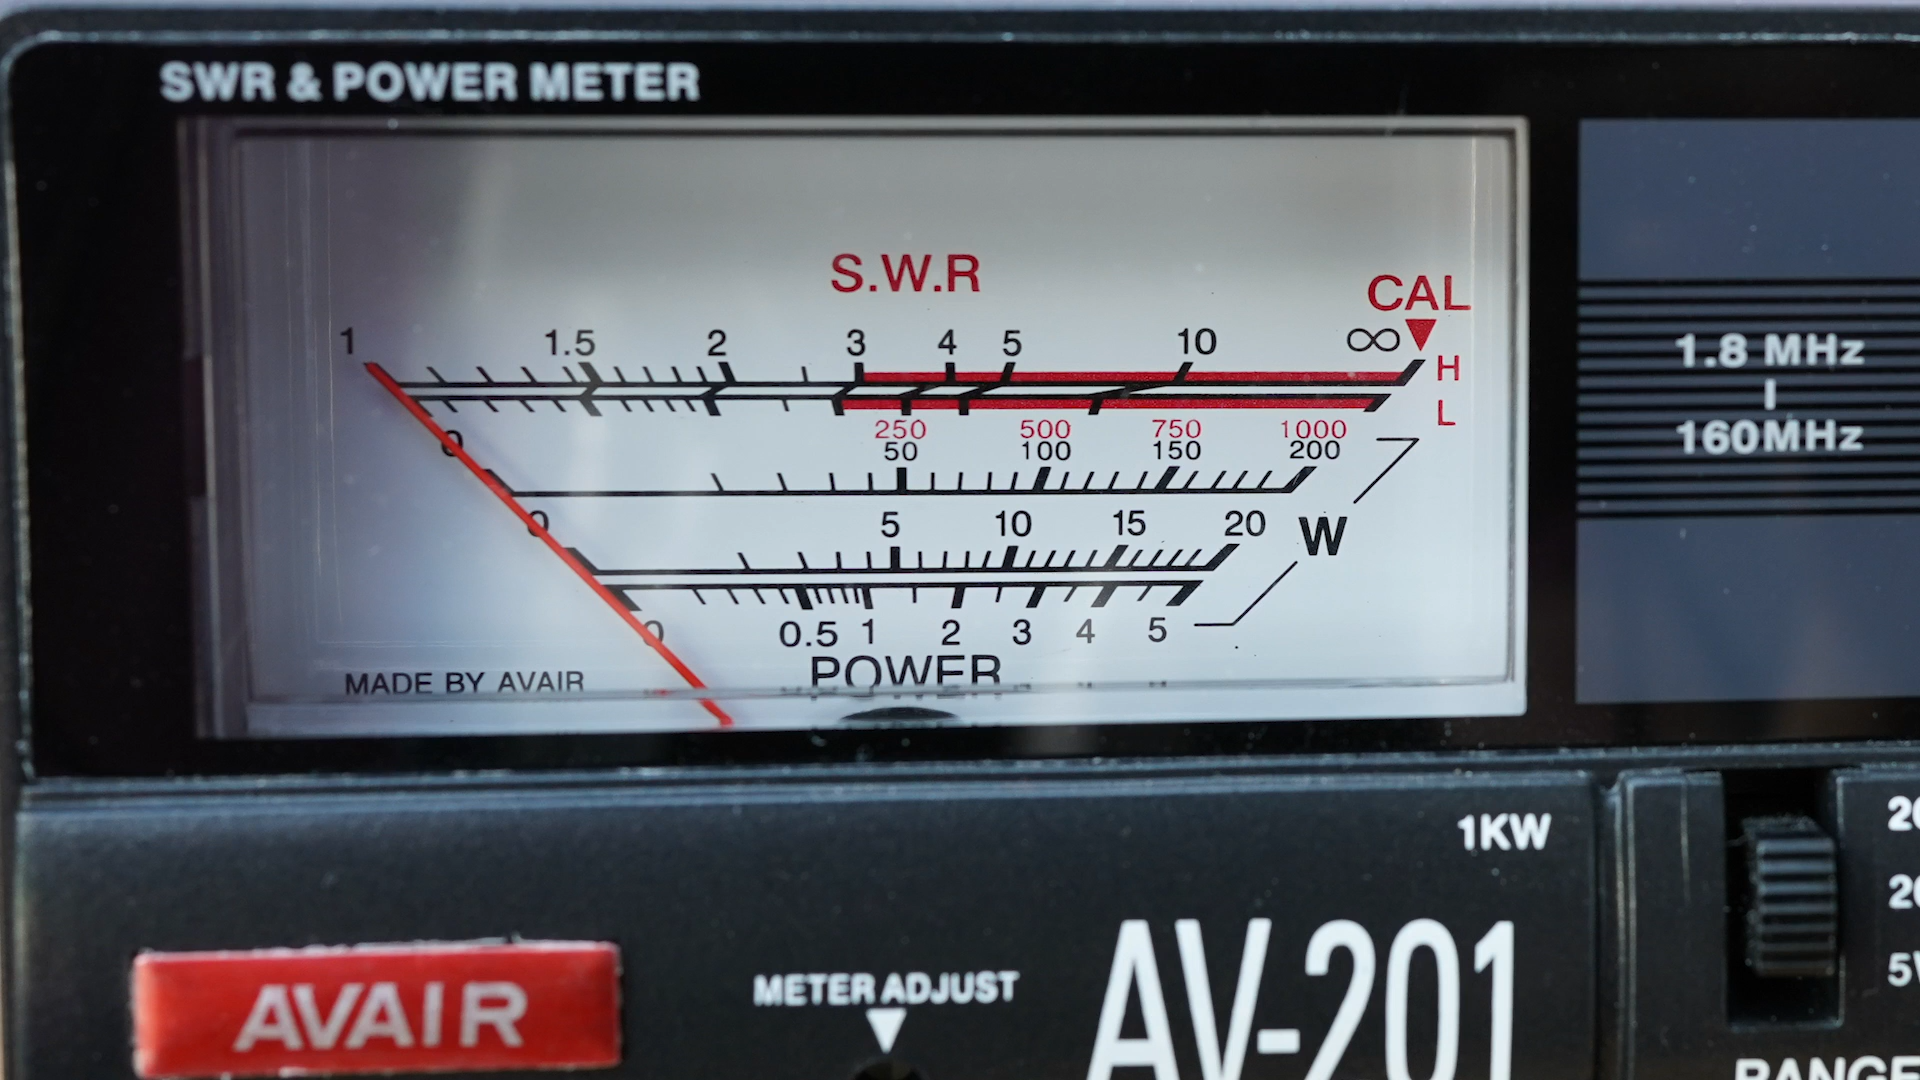 SWR & POWER METER
S.W.R
CAL
1 1.5 2 3 4 5 10 ∞
H
L
250 500 750 1000
0 50 100 150 200
0 5 10 15 20
W
0 0.5 1 2 3 4 5
POWER
MADE BY AVAIR
1.8 MHz
160MHz
1KW
AVAIR
METER ADJUST
AV-201
RANGE